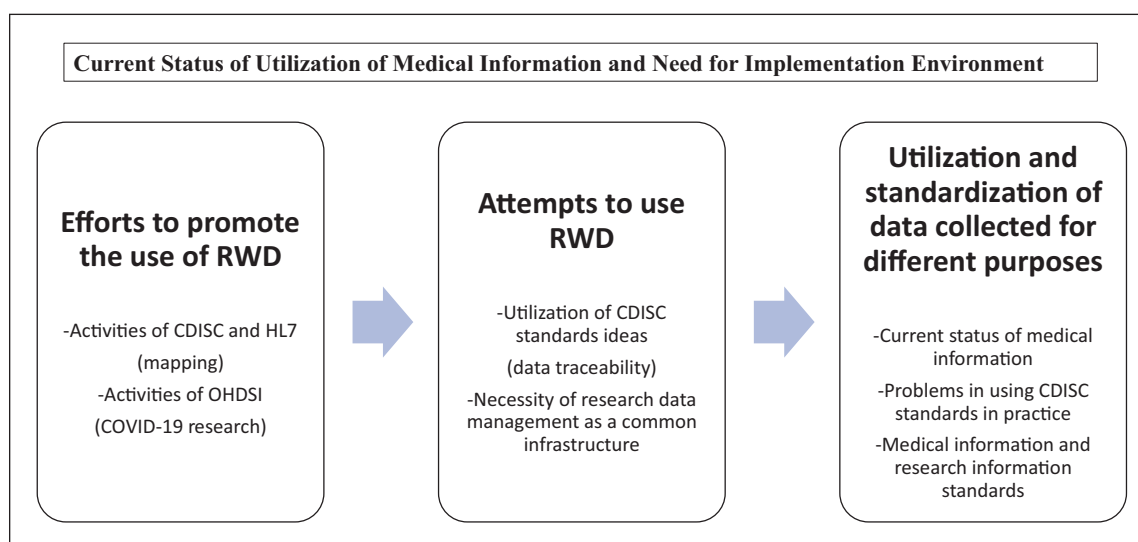 Current Status of Utilization of Medical Information and Need for Implementation Environment
Efforts to promote
the use of RWD
-Activities of CDISC and HL7
(mapping)
-Activities of OHDSI
(COVID-19 research)
Attempts to use
RWD
-Utilization of CDISC
standards ideas
(data traceability)
-Necessity of research data
management as a common
infrastructure
Utilization and
standardization of
data collected for
different purposes
-Current status of medical
information
-Problems in using CDISC
standards in practice
-Medical information and
research information
standards